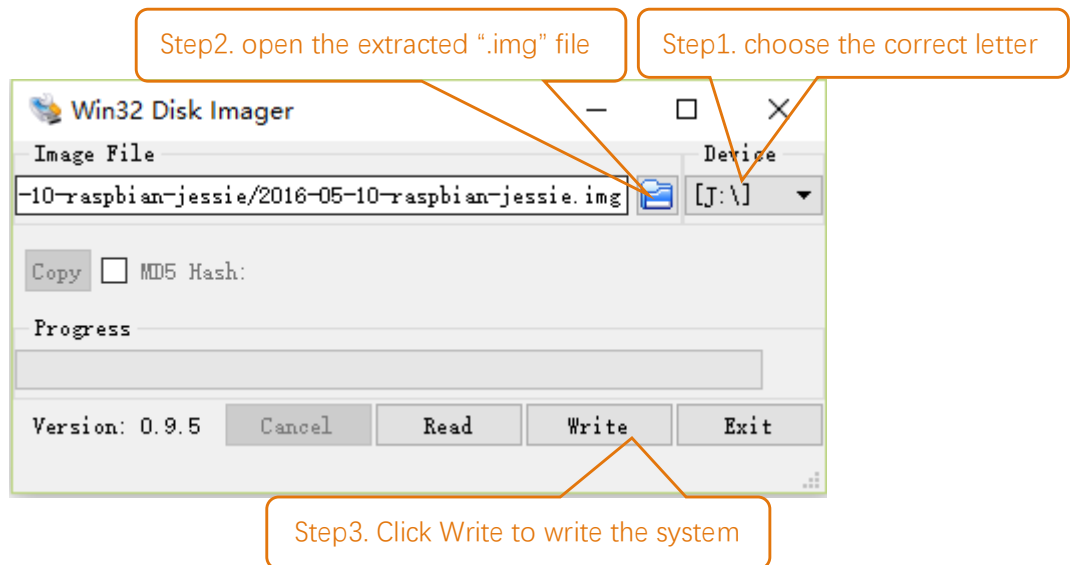 Step2. open the extracted “.img” file
Step1. choose the correct letter
Win32 Disk Imager
Image File
Device
-10-raspbian-jessie/2016-05-10-raspbian-jessie.img
[J:\]
Copy
MD5 Hash:
Progress
Version: 0.9.5
Cancel
Read
Write
Exit
Step3. Click Write to write the system